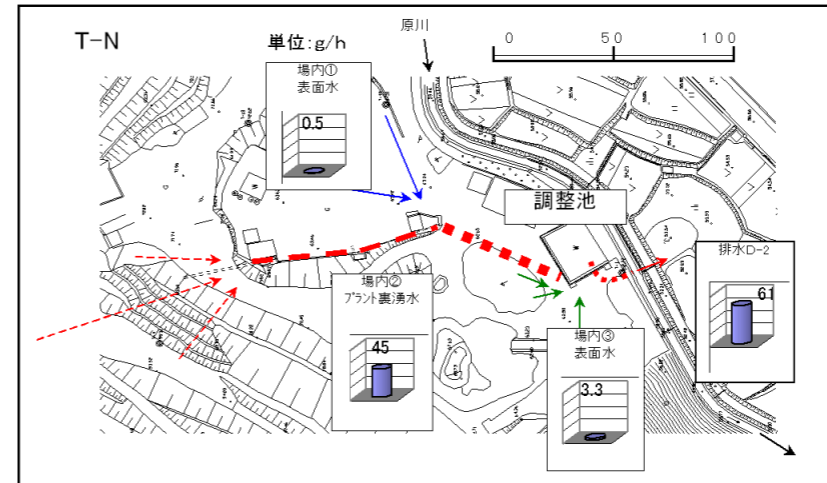 T-N
単位:g/h
原川
0 50 100
場内①
表面水
0.5
調整池
排水D-2
61
場内②
プラント裏湧水
45
場内③
表面水
3.3